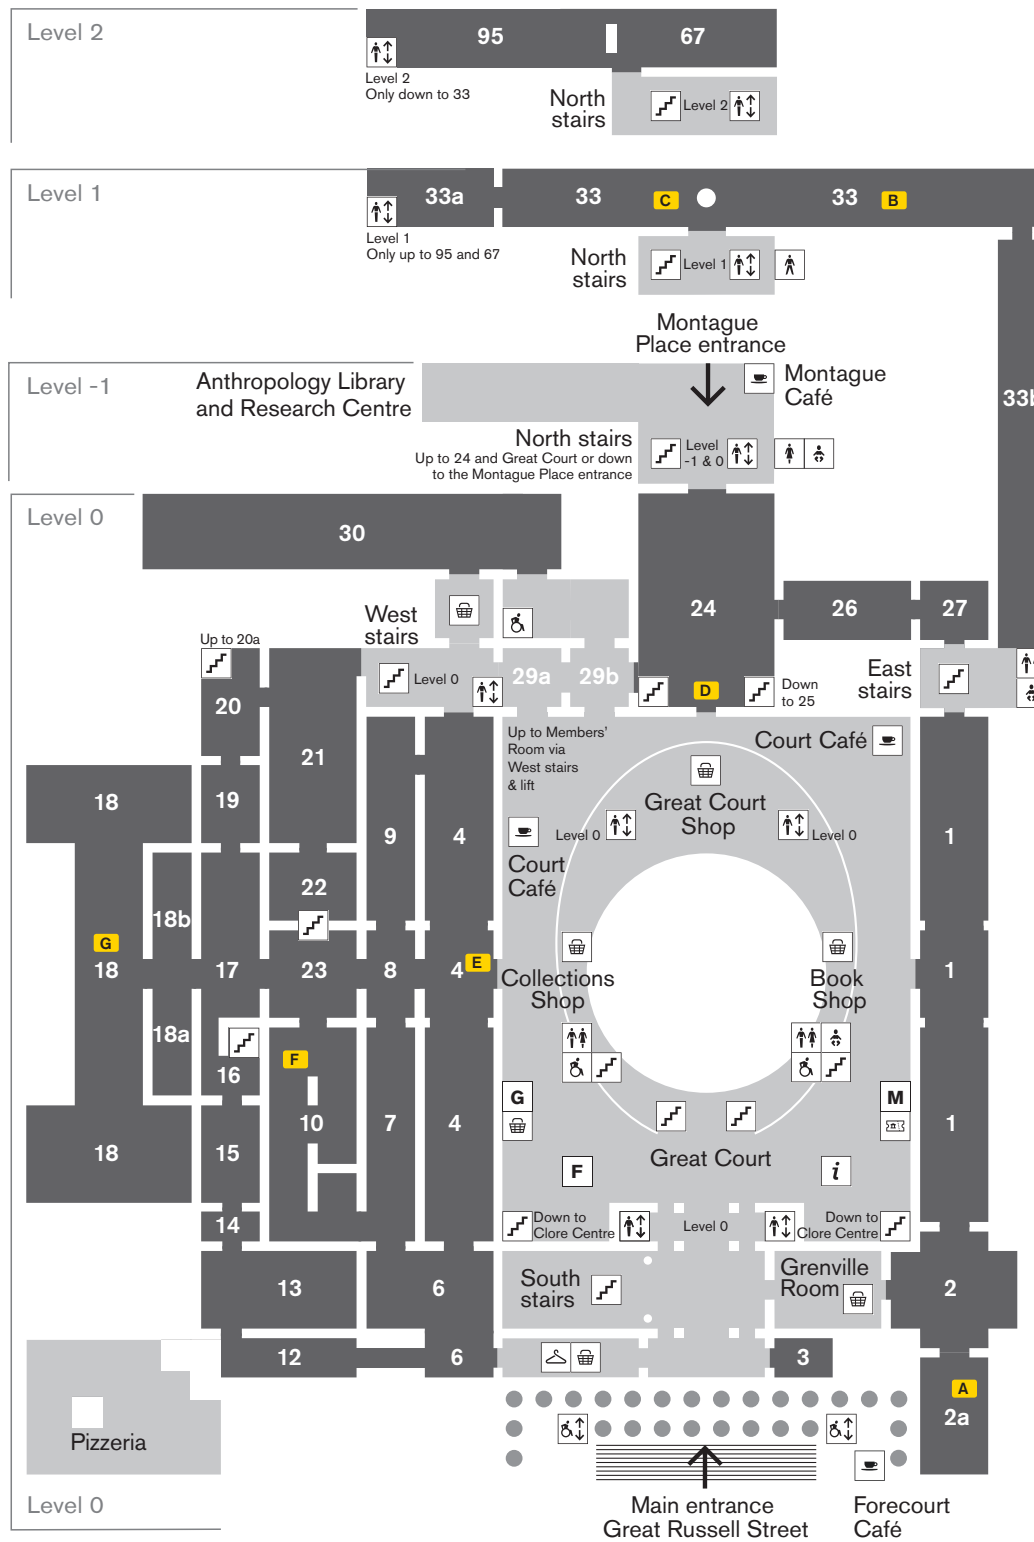 Level 2
95
67
Level 2
Only down to 33
North
stairs
Level 2
Level 1
33a
33
C
33
B
Level 1
Only up to 95 and 67
North
stairs
Level 1
Montague
Place entrance
Level -1
Anthropology Library
and Research Centre
Montague
Café
33b
North stairs
Up to 24 and Great Court or down
to the Montague Place entrance
Level
-1 & 0
Level 0
30
24
26
27
West
stairs
Up to 20a
Level 0
29a
29b
D
Down
to 25
East
stairs
20
21
Up to Members'
Room via
West stairs
& lift
Court Café
18
19
9
4
Great Court
Shop
Level 0
Level 0
1
Court
Café
22
18b
G
18
17
23
8
4
E
Collections
Shop
Book
Shop
1
18a
16
F
G
M
18
15
10
7
4
Great Court
1
F
i
14
Down to
Clore Centre
Level 0
Down to
Clore Centre
13
6
South
stairs
Grenville
Room
2
12
6
3
A
2a
Pizzeria
Level 0
Main entrance
Great Russell Street
Forecourt
Café